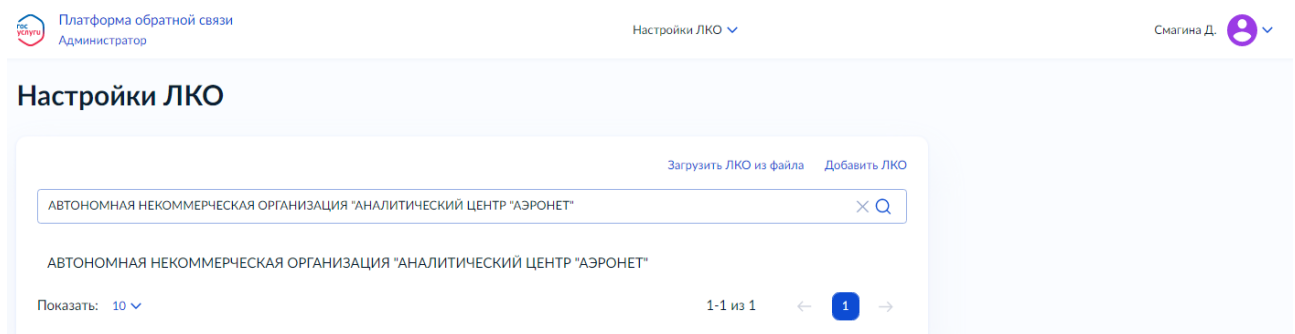 гос услуги
Платформа обратной связи
Администратор
Настройки ЛКО
Смагина Д.
Настройки ЛКО
Загрузить ЛКО из файла Добавить ЛКО
АВТОНОМНАЯ НЕКОММЕРЧЕСКАЯ ОРГАНИЗАЦИЯ "АНАЛИТИЧЕСКИЙ ЦЕНТР "АЭРОНЕТ"
АВТОНОМНАЯ НЕКОММЕРЧЕСКАЯ ОРГАНИЗАЦИЯ "АНАЛИТИЧЕСКИЙ ЦЕНТР "АЭРОНЕТ"
Показать: 10 1-1 из 1 ← 1 →